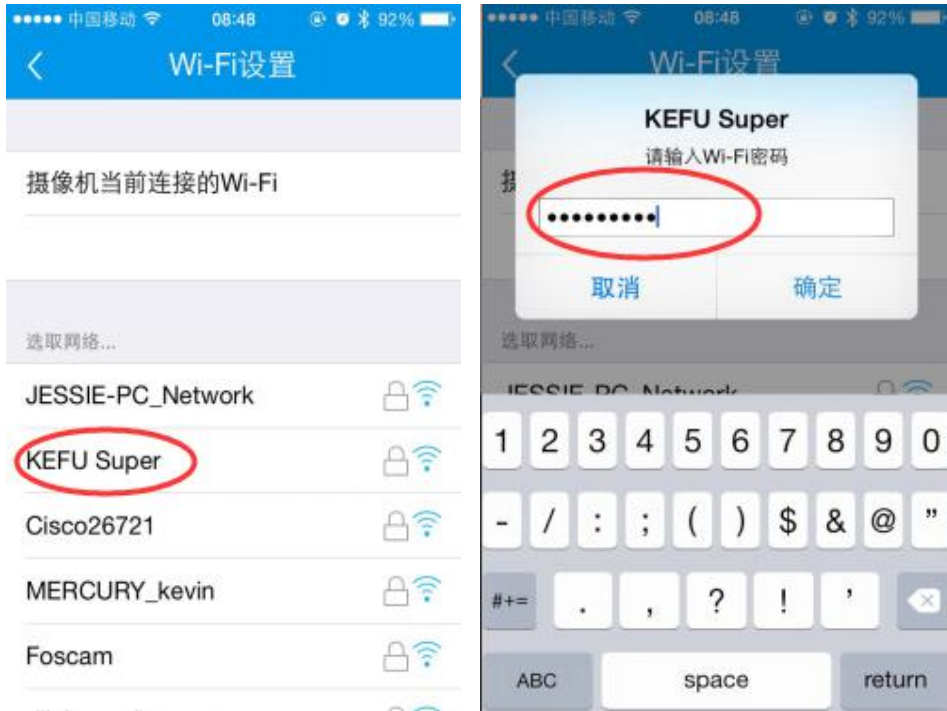 中国移动 08:48 92%
Wi-Fi设置
摄像机当前连接的Wi-Fi
选取网络...
JESSIE-PC_Network
KEFU Super
Cisco26721
MERCURY_kevin
Foscam
中国移动 08:48 92%
Wi-Fi设置
KEFU Super
请输入Wi-Fi密码
•••••••••
取消 确定
选取网络...
JESSIE-PC_Network
1 2 3 4 5 6 7 8 9 0
- / : ; ( ) $ & @ "
#+= . , ? ! '
ABC space return